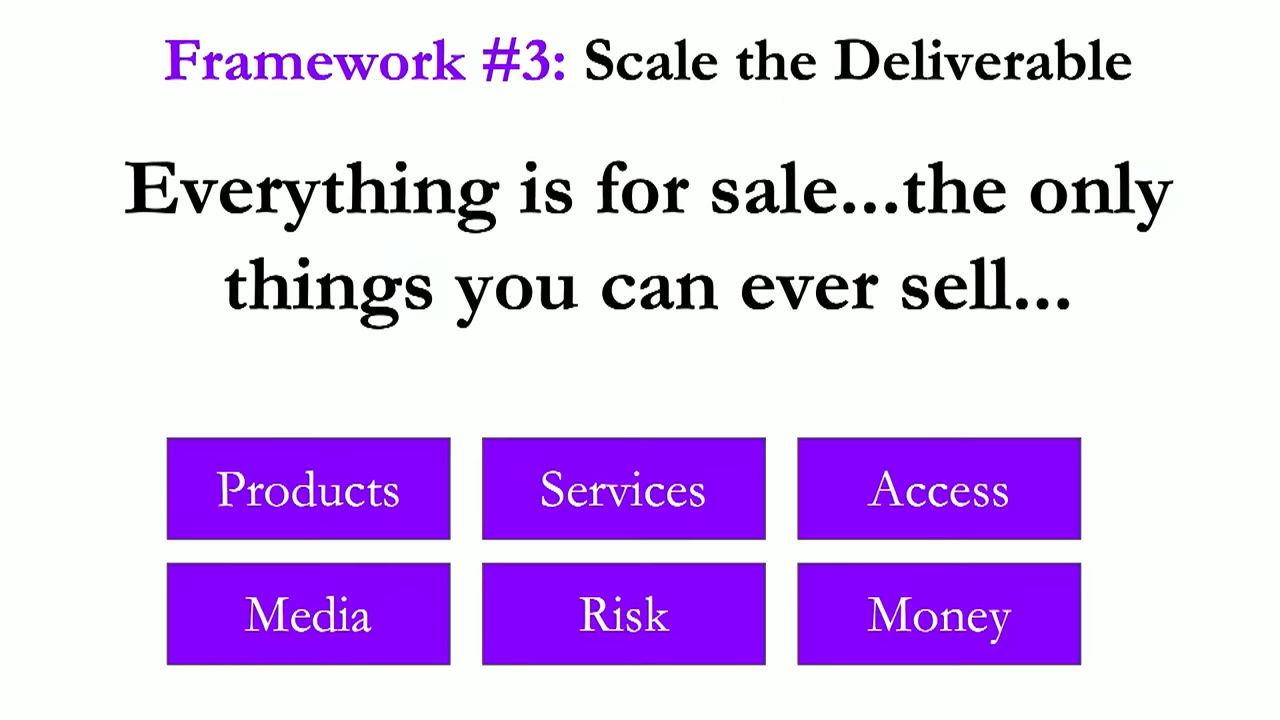 Framework #3: Scale the Deliverable
Everything is for sale...the only
things you can ever sell...
Products
Services
Access
Media
Risk
Money